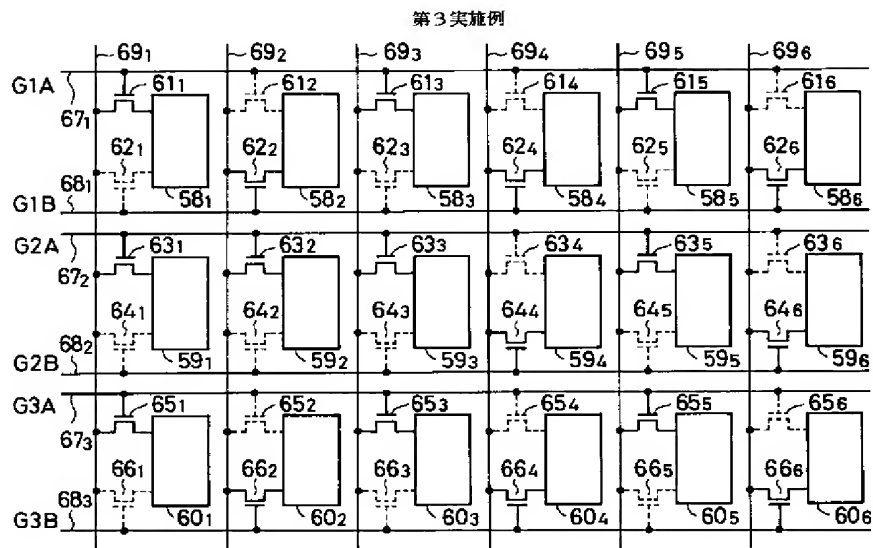 第3実施例
69₁ 69₂ 69₃ 69₄ 69₅ 69₆
G1A 61₁ 61₂ 61₃ 61₄ 61₅ 61₆
67₁
62₁ 62₂ 62₃ 62₄ 62₅ 62₆
68₁
G1B 58₁ 58₂ 58₃ 58₄ 58₅ 58₆
G2A 63₁ 63₂ 63₃ 63₄ 63₅ 63₆
67₂
64₁ 64₂ 64₃ 64₄ 64₅ 64₆
68₂
G2B 59₁ 59₂ 59₃ 59₄ 59₅ 59₆
G3A 65₁ 65₂ 65₃ 65₄ 65₅ 65₆
67₃
66₁ 66₂ 66₃ 66₄ 66₅ 66₆
68₃
G3B 60₁ 60₂ 60₃ 60₄ 60₅ 60₆